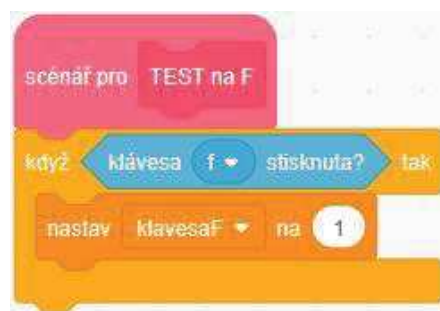 scénář pro TEST na F
když klávesa f stisknuta? tak
nastav klavesaF na 1